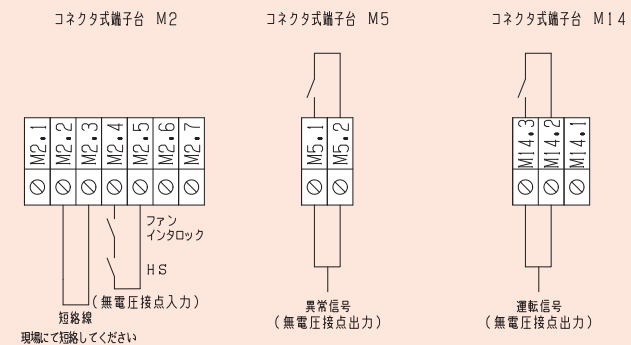 コネクタ式端子台 M2
コネクタ式端子台 M5
コネクタ式端子台 M14
M2.1
M2.2
M2.3
M2.4
M2.5
M2.6
M2.7
M5.1
M5.2
M14.3
M14.2
M14.1
ファン
インタロック
HS
(無電圧接点入力)
短絡線
現場にて短絡してください
異常信号
(無電圧接点出力)
運転信号
(無電圧接点出力)